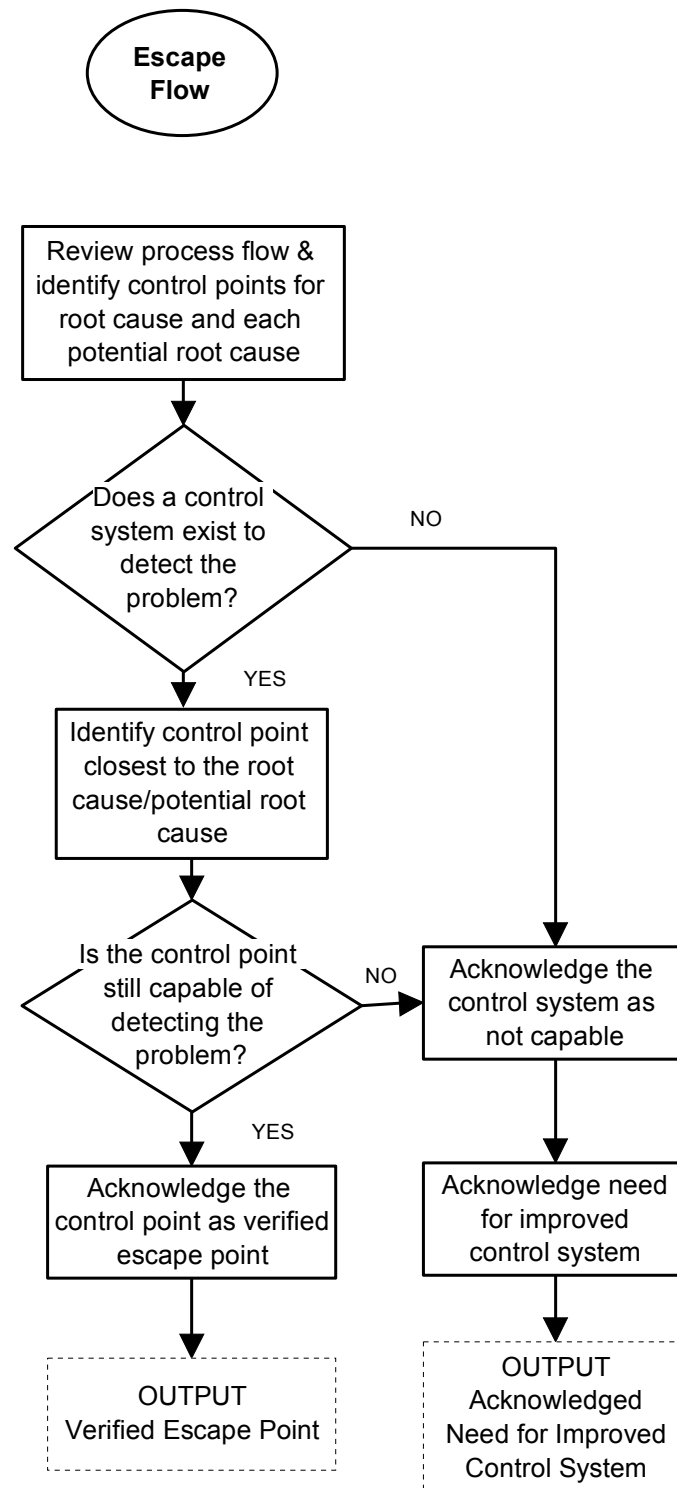 Escape
Flow
Review process flow &
identify control points for
root cause and each
potential root cause
Does a control
system exist to
detect the
problem?
NO
YES
Identify control point
closest to the root
cause/potential root
cause
Is the control point
still capable of
detecting the
problem?
NO
Acknowledge the
control system as
not capable
YES
Acknowledge the
control point as verified
escape point
Acknowledge need
for improved
control system
OUTPUT
Verified Escape Point
OUTPUT
Acknowledged
Need for Improved
Control System